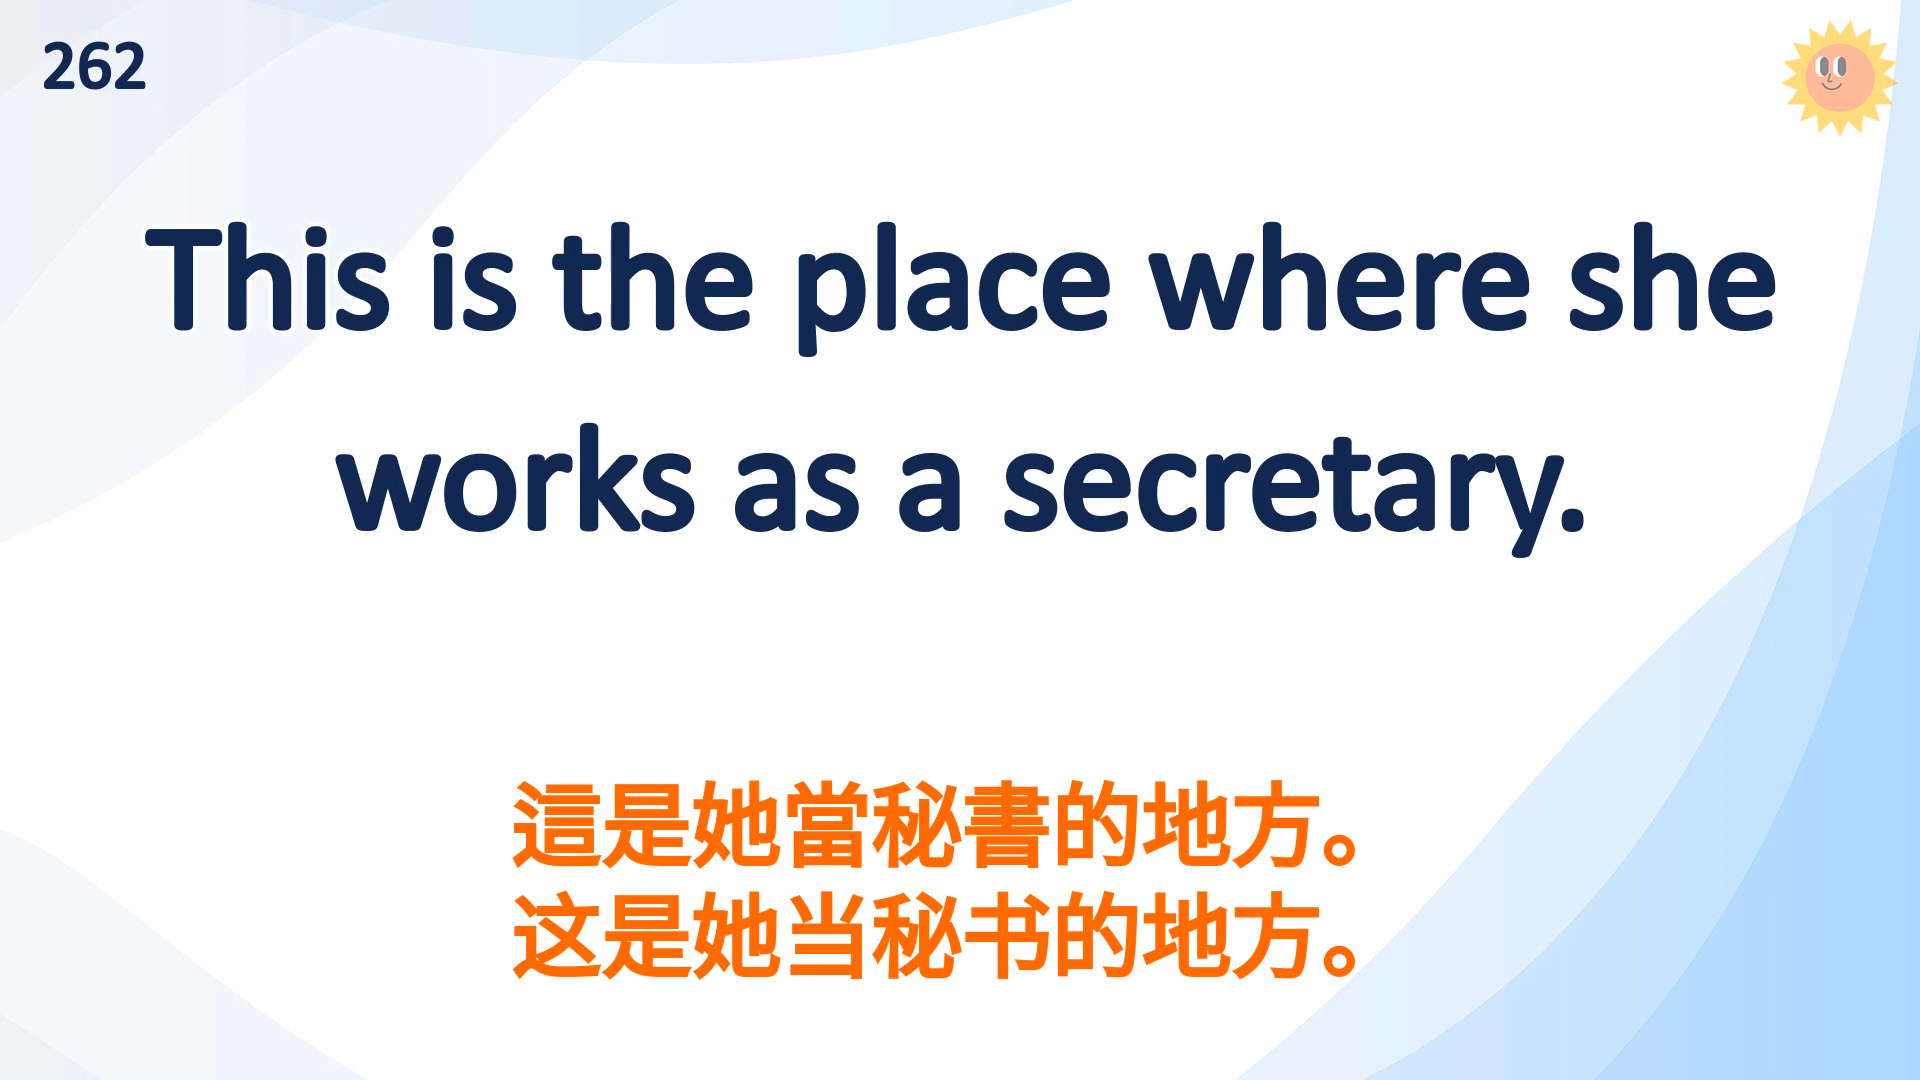 262
This is the place where she
works as a secretary.
這是她當秘書的地方。
这是她当秘书的地方。